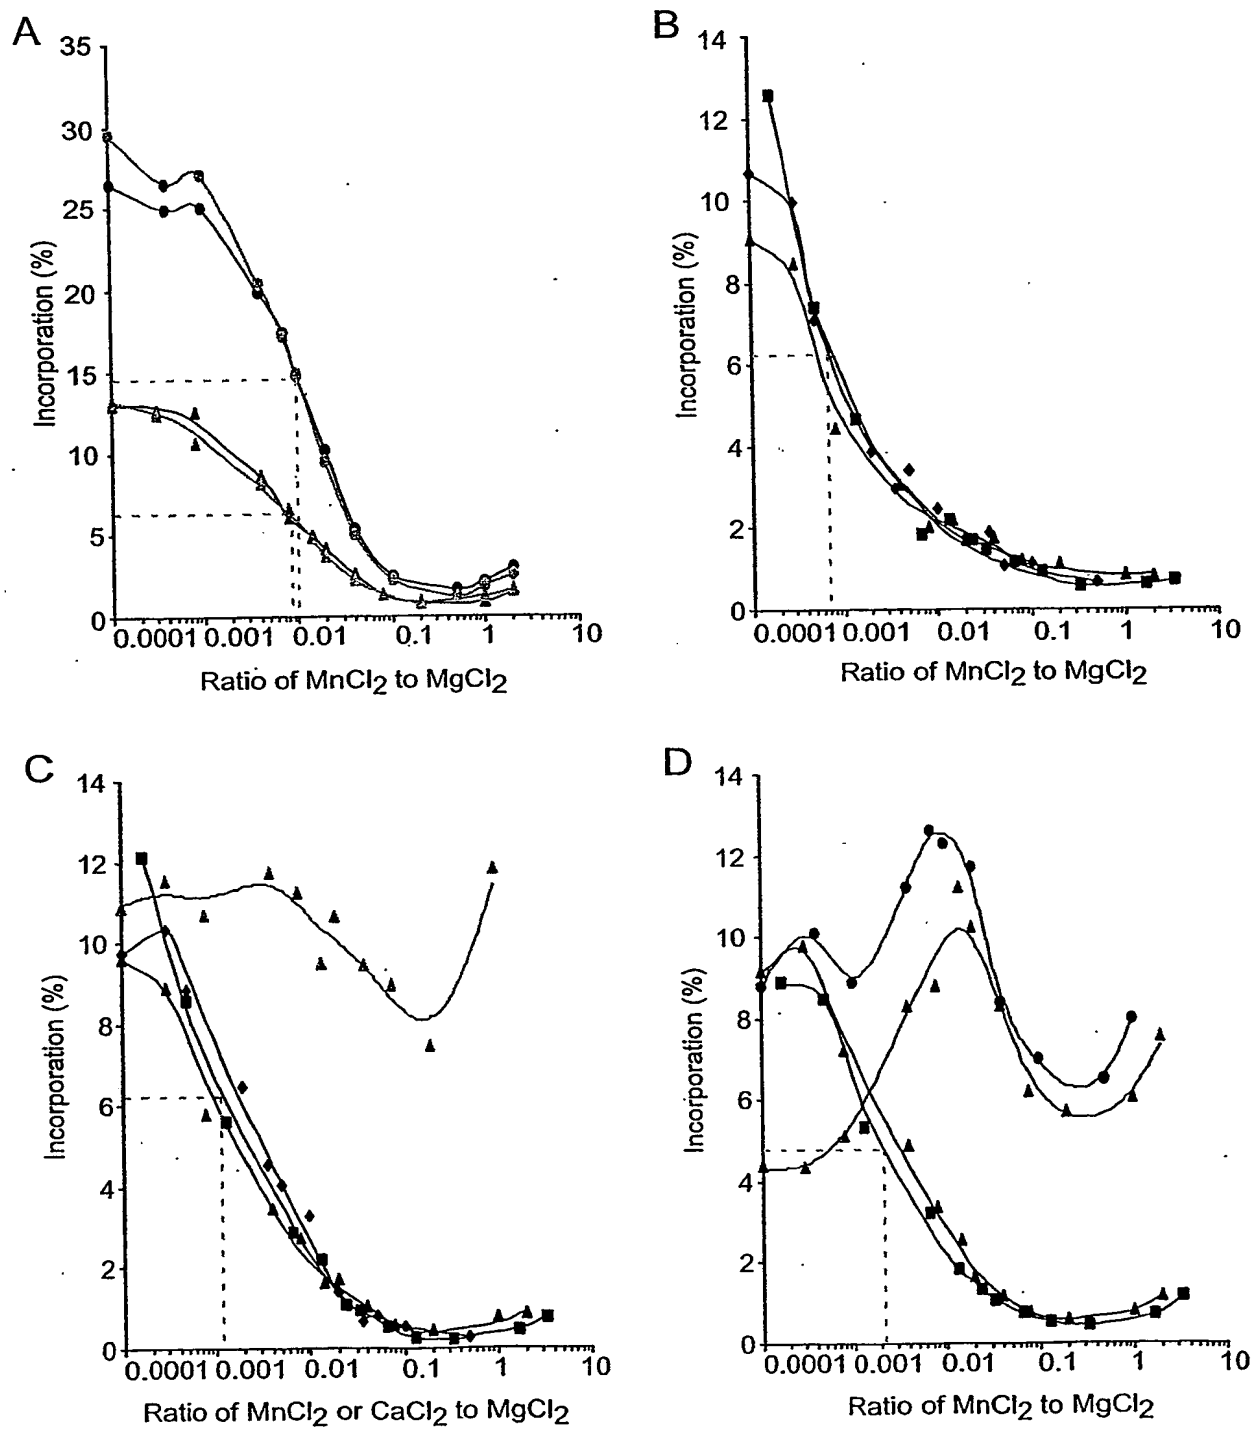 A
35
30
25
20
15
10
5
0
0.0001 0.001 0.01 0.1 1 10
Incorporation (%)
Ratio of MnCl2 to MgCl2
B
14
12
10
8
6
4
2
0
0.0001 0.001 0.01 0.1 1 10
Incorporation (%)
Ratio of MnCl2 to MgCl2
C
14
12
10
8
6
4
2
0
0.0001 0.001 0.01 0.1 1 10
Incorporation (%)
Ratio of MnCl2 or CaCl2 to MgCl2
D
14
12
10
8
6
4
2
0
0.0001 0.001 0.01 0.1 1 10
Incorporation (%)
Ratio of MnCl2 to MgCl2